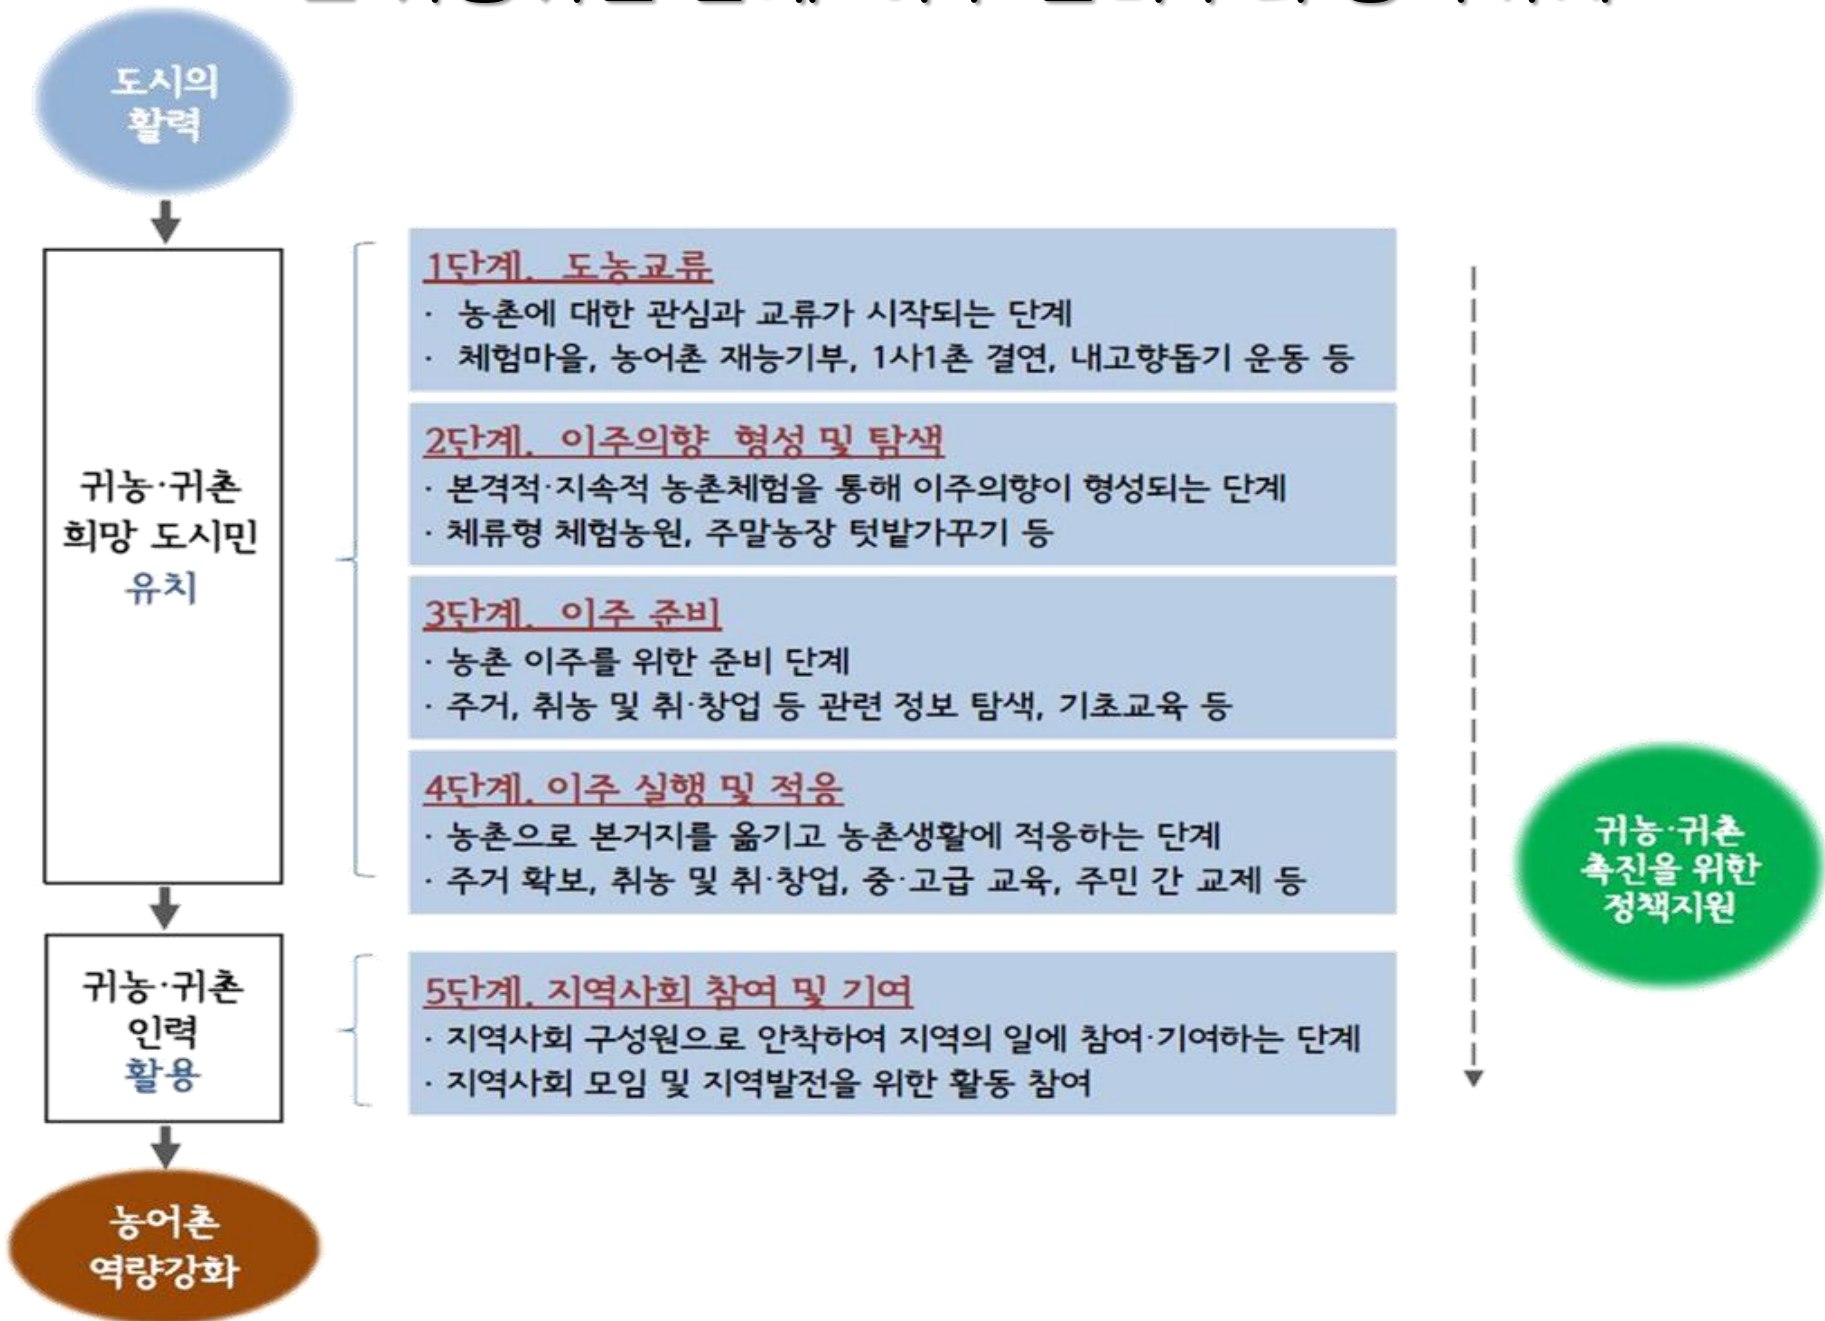 도시의
활력
귀농·귀촌
희망 도시민
유치
1단계. 도농교류
· 농촌에 대한 관심과 교류가 시작되는 단계
· 체험마을, 농어촌 재능기부, 1사1촌 결연, 내고향돕기 운동 등
2단계. 이주의향 형성 및 탐색
· 본격적·지속적 농촌체험을 통해 이주의향이 형성되는 단계
· 체류형 체험농원, 주말농장 텃밭가꾸기 등
3단계. 이주 준비
· 농촌 이주를 위한 준비 단계
· 주거, 취농 및 취·창업 등 관련 정보 탐색, 기초교육 등
4단계. 이주 실행 및 적응
· 농촌으로 본거지를 옮기고 농촌생활에 적응하는 단계
· 주거 확보, 취농 및 취·창업, 중·고급 교육, 주민 간 교제 등
귀농·귀촌
인력
활용
5단계. 지역사회 참여 및 기여
· 지역사회 구성원으로 안착하여 지역의 일에 참여·기여하는 단계
· 지역사회 모임 및 지역발전을 위한 활동 참여
귀농·귀촌
촉진을 위한
정책지원
농어촌
역량강화